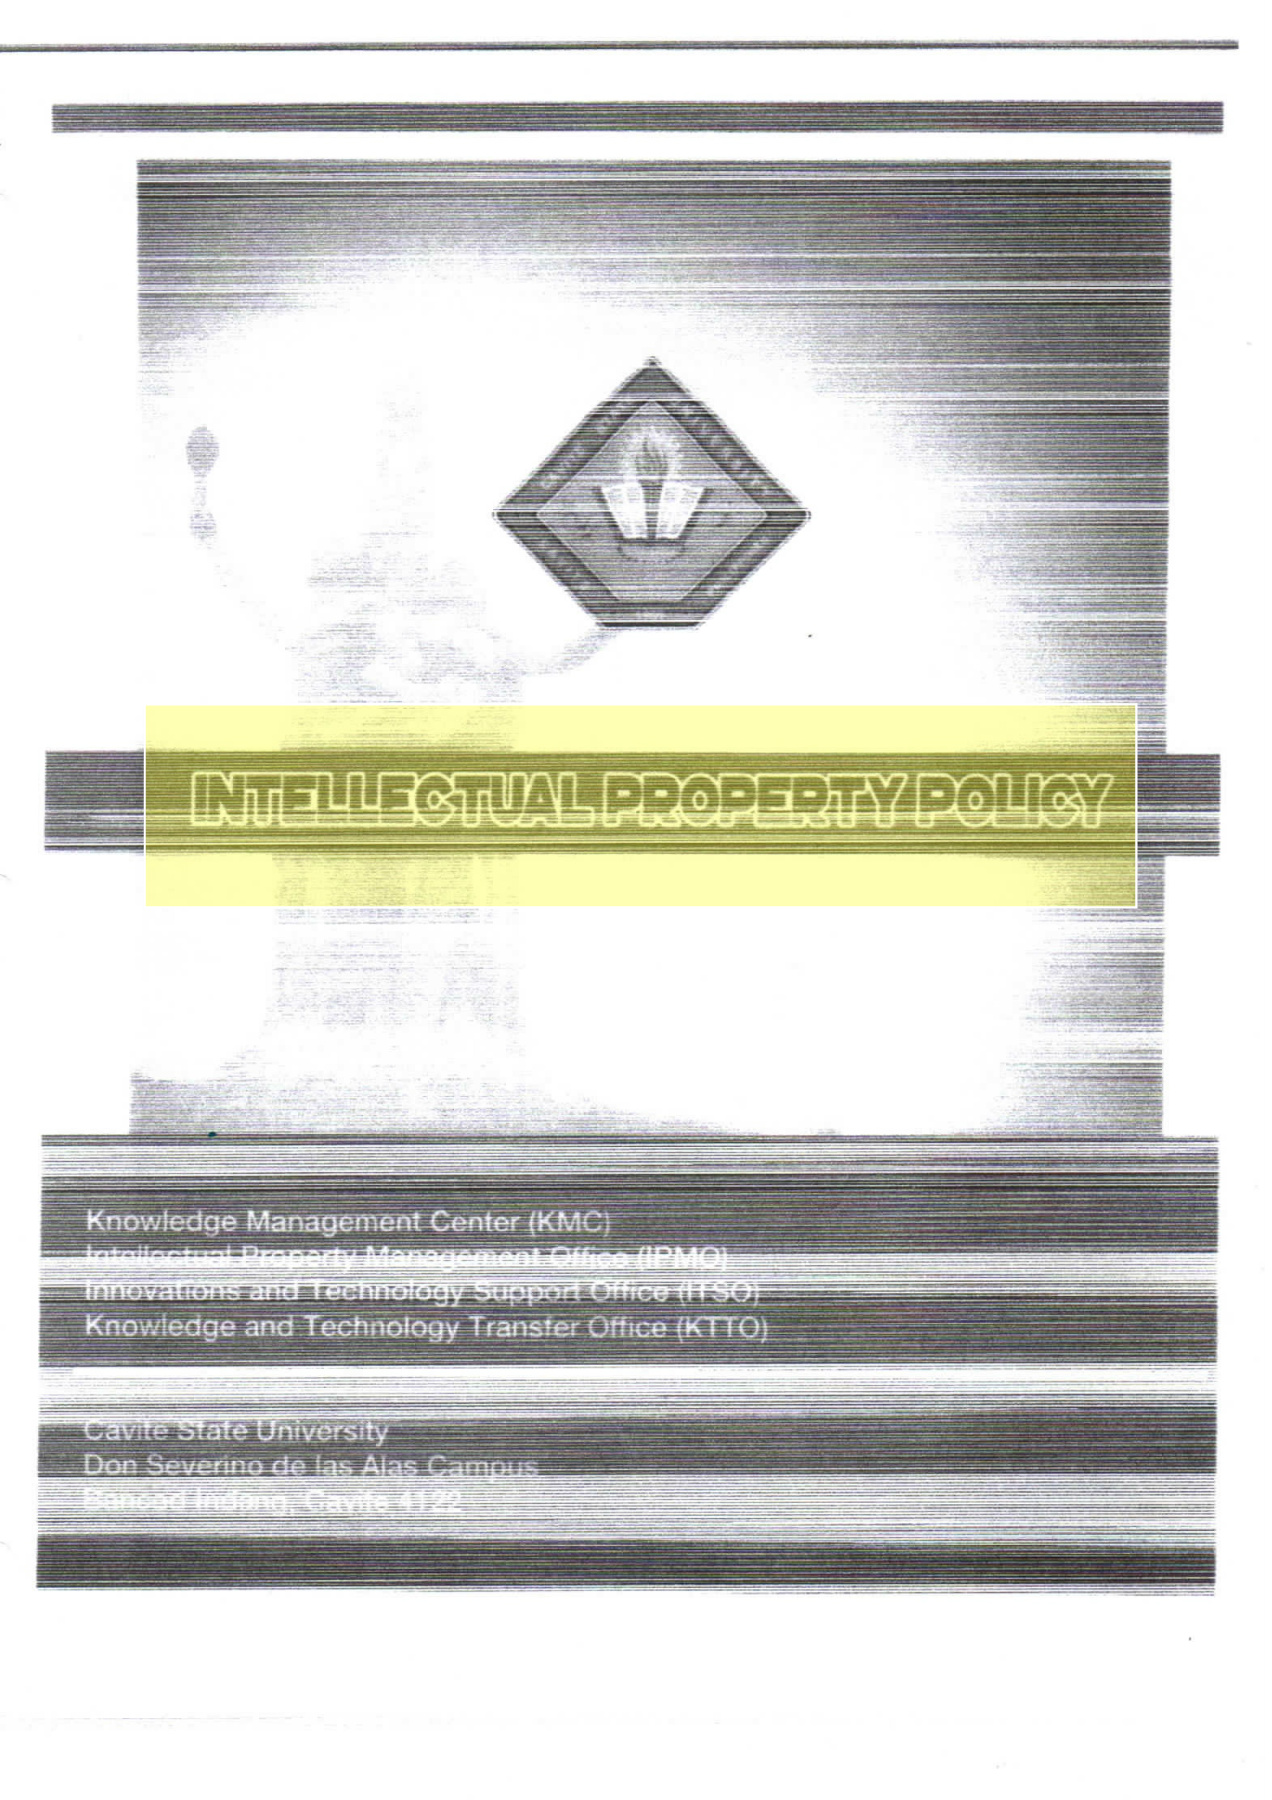 INTELLECTUAL PROPERTY POLICY
Knowledge Management Center (KMC)
Intellectual Property Management Office (IPMO)
Innovations and Technology Support Office (ITSO)
Knowledge and Technology Transfer Office (KTTO)
Cavite State University
Don Severino de las Alas Campus
Indang, Cavite 4122